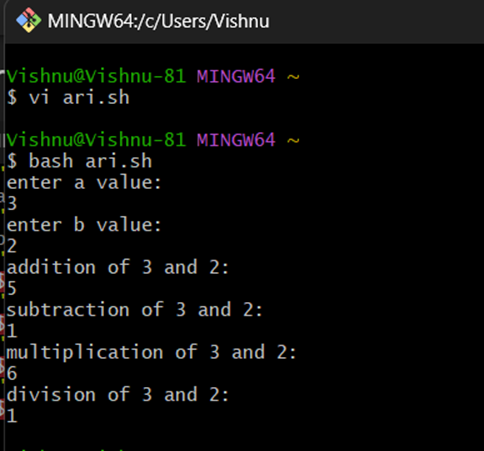 MINGW64:/c/Users/Vishnu
Vishnu@Vishnu-81 MINGW64 ~
$ vi ari.sh
Vishnu@Vishnu-81 MINGW64 ~
$ bash ari.sh
enter a value:
3
enter b value:
2
addition of 3 and 2:
5
subtraction of 3 and 2:
1
multiplication of 3 and 2:
6
division of 3 and 2:
1